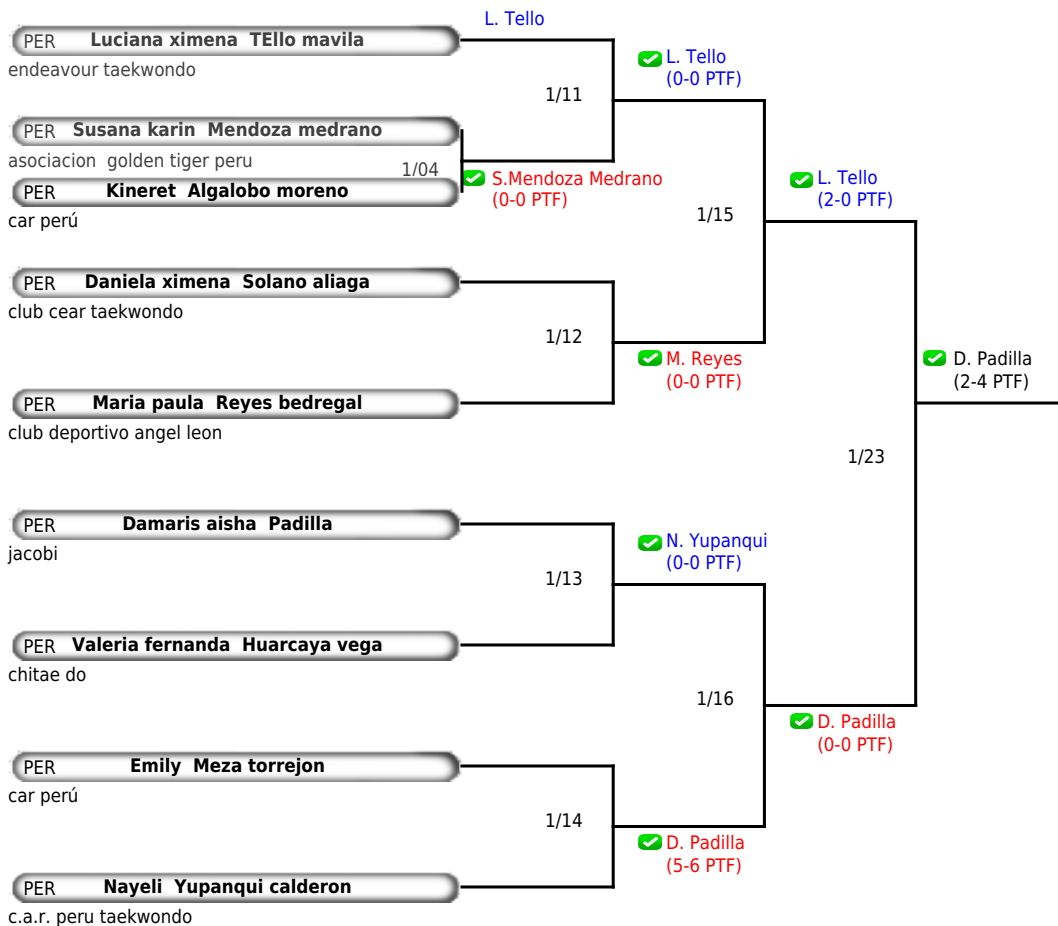 L. Tello
PER Luciana ximena TEllo mavila
endeavour taekwondo
L. Tello
(0-0 PTF)
1/11
PER Susana karin Mendoza medrano
asociacion golden tiger peru
1/04
S.Mendoza Medrano
(0-0 PTF)
PER Kineret Algalobo moreno
car perú
L. Tello
(2-0 PTF)
1/15
PER Daniela ximena Solano aliaga
club cear taekwondo
1/12
M. Reyes
(0-0 PTF)
PER Maria paula Reyes bedregal
club deportivo angel leon
D. Padilla
(2-4 PTF)
1/23
PER Damaris aisha Padilla
jacobi
N. Yupanqui
(0-0 PTF)
1/13
PER Valeria fernanda Huarcaya vega
chitae do
1/16
D. Padilla
(0-0 PTF)
PER Emily Meza torrejon
car perú
1/14
D. Padilla
(5-6 PTF)
PER Nayeli Yupanqui calderon
c.a.r. peru taekwondo